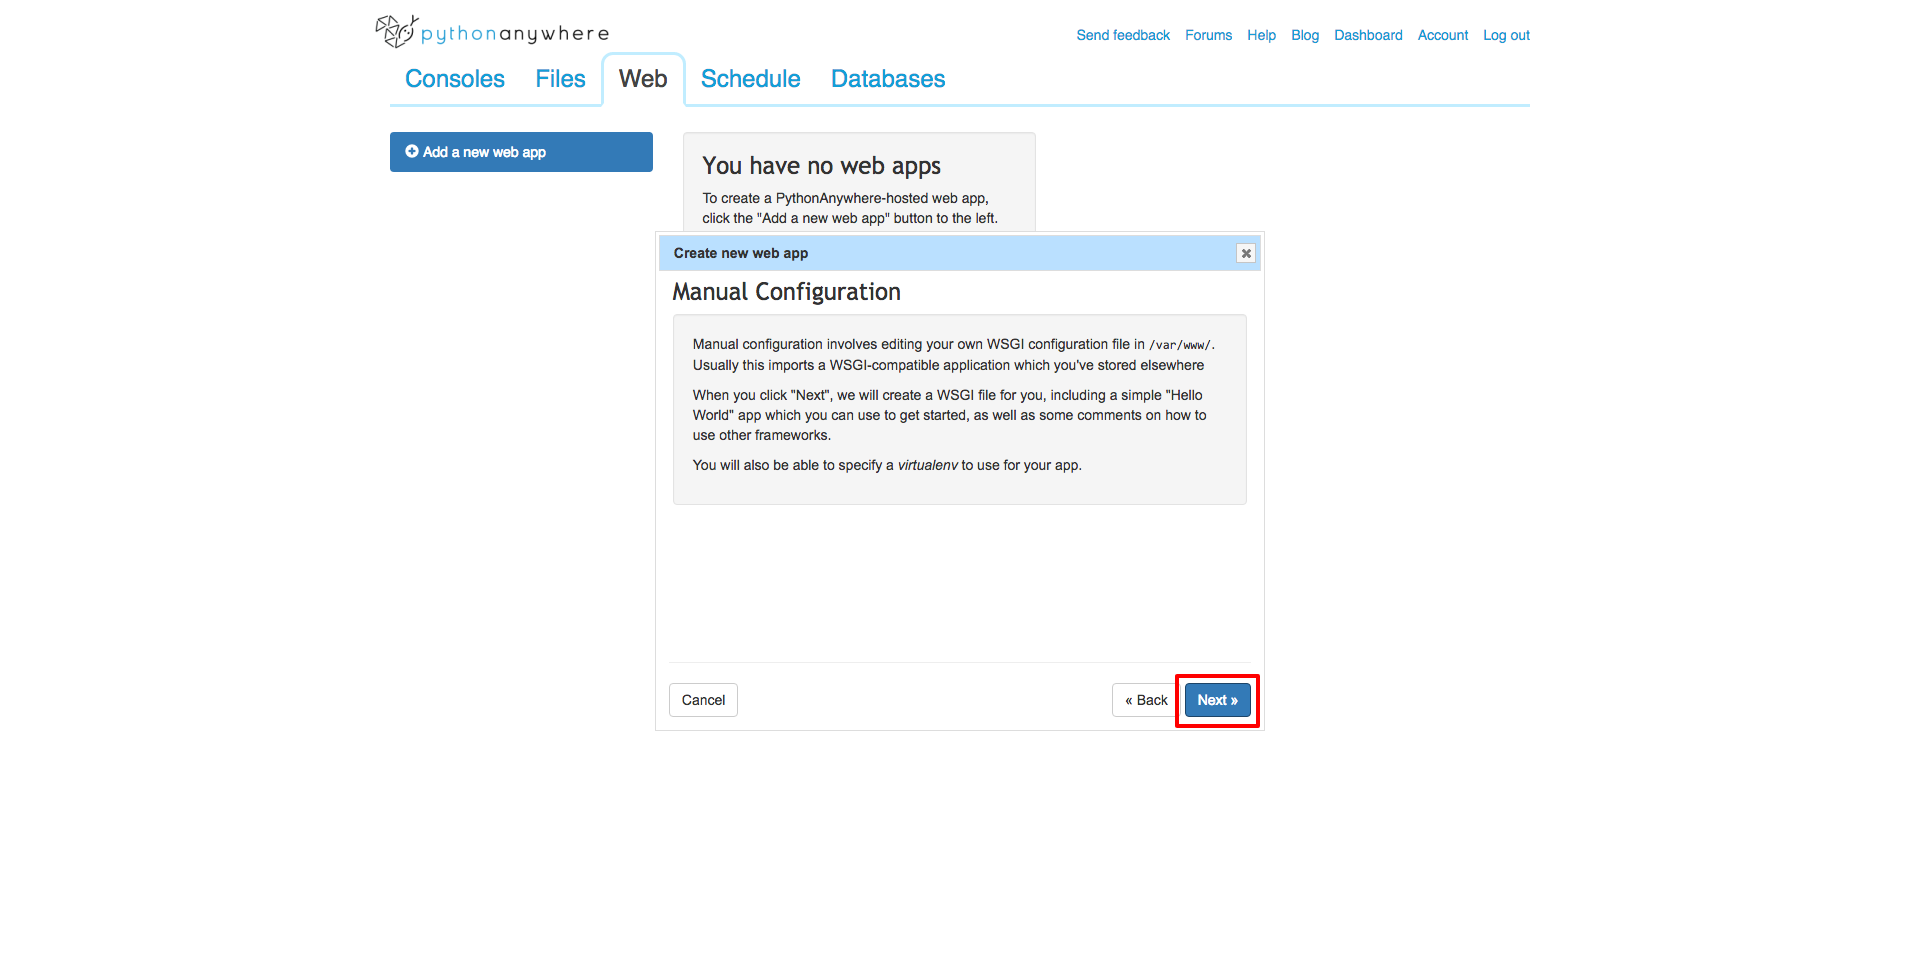 pythonanywhere
Send feedback Forums Help Blog Dashboard Account Log out
Consoles Files Web Schedule Databases
Add a new web app
You have no web apps
To create a PythonAnywhere-hosted web app,
click the "Add a new web app" button to the left.
Create new web app
Manual Configuration
Manual configuration involves editing your own WSGI configuration file in /var/www/.
Usually this imports a WSGI-compatible application which you've stored elsewhere
When you click "Next", we will create a WSGI file for you, including a simple "Hello
World" app which you can use to get started, as well as some comments on how to
use other frameworks.
You will also be able to specify a virtualenv to use for your app.
Cancel « Back Next »